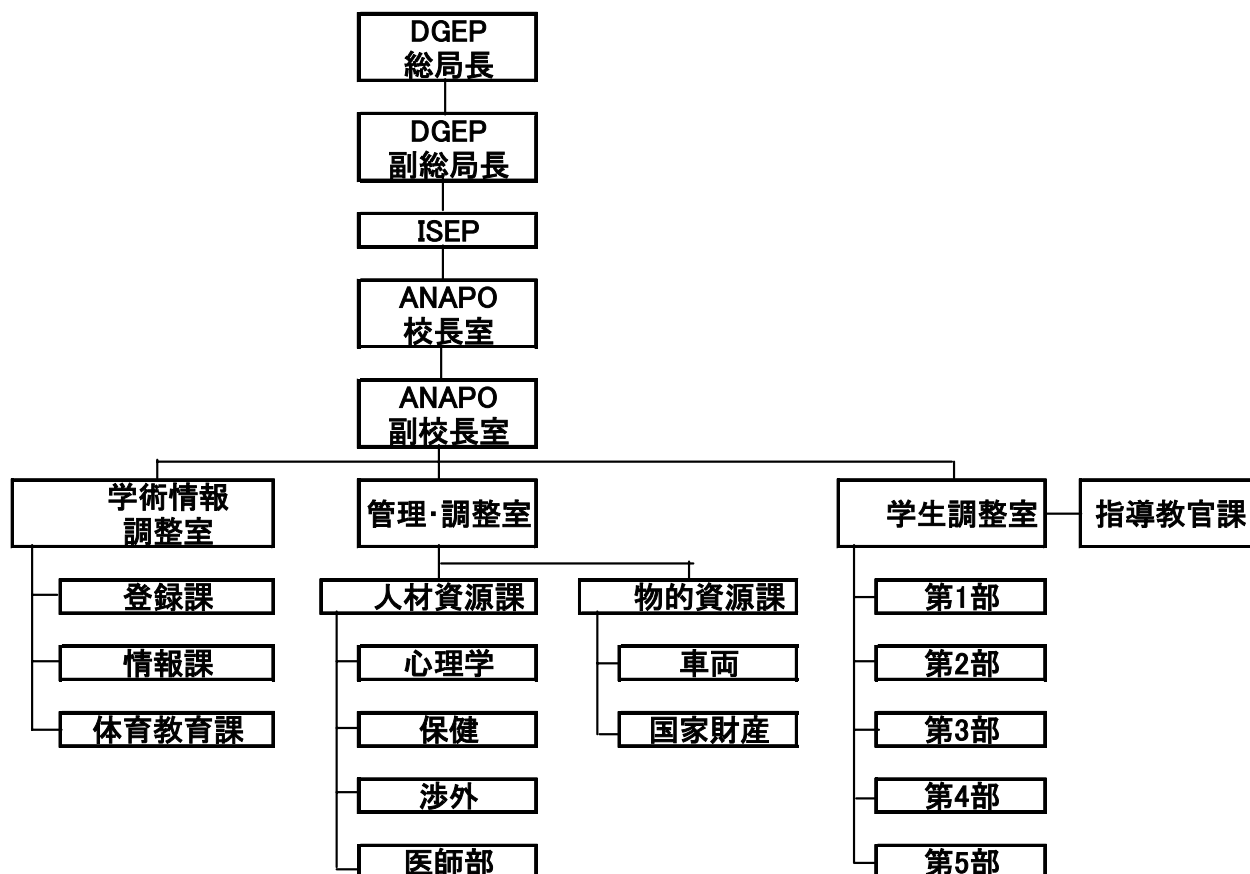 DGEP
総局長
DGEP
副総局長
ISEP
ANAPO
校長室
ANAPO
副校長室
学術情報
調整室
管理・調整室
学生調整室
指導教官課
登録課
人材資源課
物的資源課
第1部
情報課
心理学
車両
第2部
体育教育課
保健
国家財産
第3部
渉外
第4部
医師部
第5部